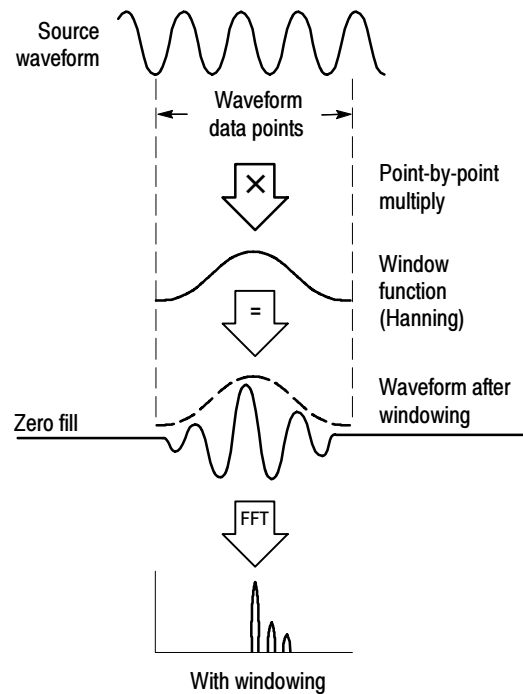 Source
waveform
Waveform
data points
×
Point-by-point
multiply
Window
function
(Hanning)
=
Waveform after
windowing
Zero fill
FFT
With windowing